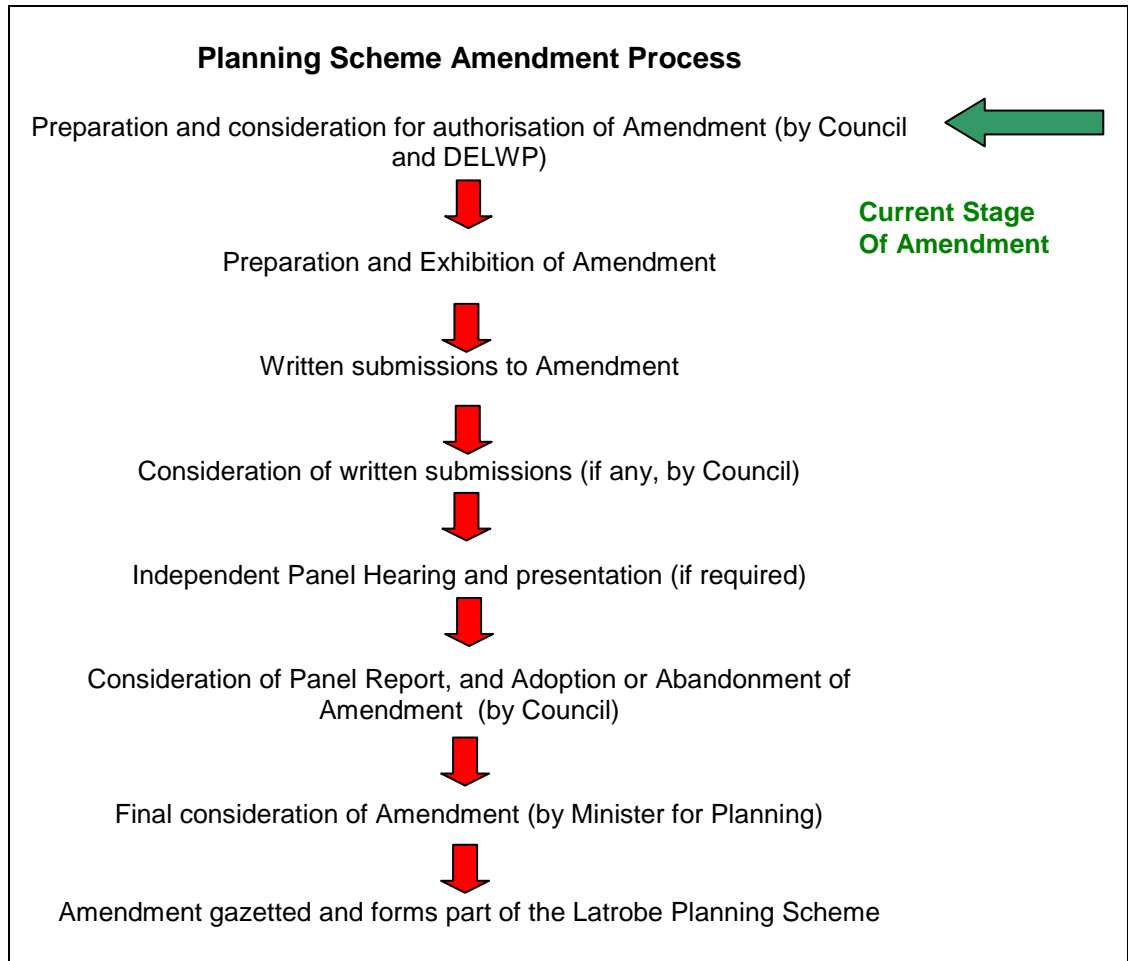 Planning Scheme Amendment Process
Preparation and consideration for authorisation of Amendment (by Council
and DELWP)
Current Stage
Of Amendment
Preparation and Exhibition of Amendment
Written submissions to Amendment
Consideration of written submissions (if any, by Council)
Independent Panel Hearing and presentation (if required)
Consideration of Panel Report, and Adoption or Abandonment of
Amendment  (by Council)
Final consideration of Amendment (by Minister for Planning)
Amendment gazetted and forms part of the Latrobe Planning Scheme